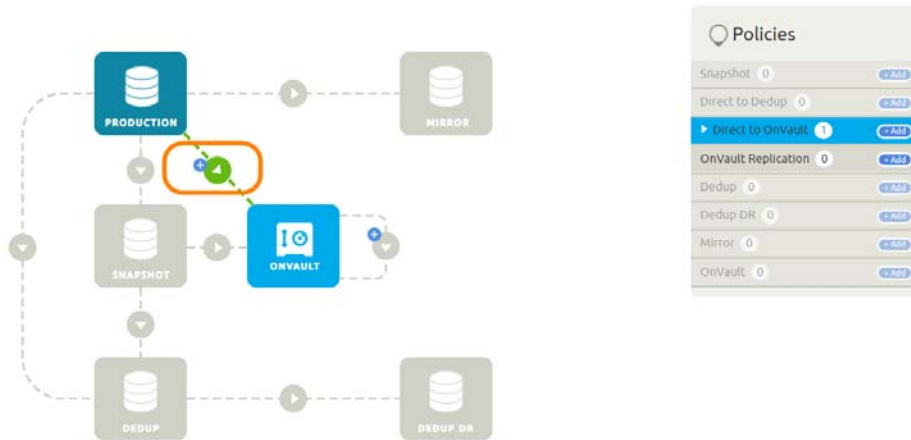 PRODUCTION
MIRROR
SNAPSHOT
ONVAULT
DEDUP
DEDUP DR
Policies
Snapshot 0 + Add
Direct to Dedup 0 + Add
Direct to OnVault 1 + Add
OnVault Replication 0 + Add
Dedup 0 + Add
Dedup DR 0 + Add
Mirror 0 + Add
OnVault 0 + Add